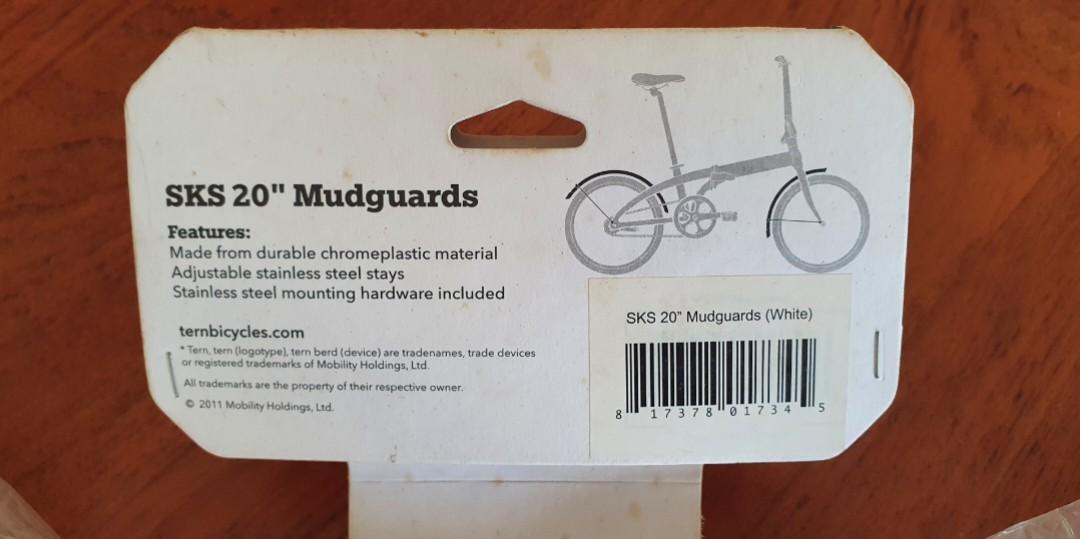 SKS 20" Mudguards
Features:
Made from durable chromeplastic material
Adjustable stainless steel stays
Stainless steel mounting hardware included
ternbicycles.com
* Tern, tern (logotype), tern berd (device) are tradenames, trade devices
or registered trademarks of Mobility Holdings, Ltd.
All trademarks are the property of their respective owner.
© 2011 Mobility Holdings, Ltd.
SKS 20” Mudguards (White)
8 17378 01734 5